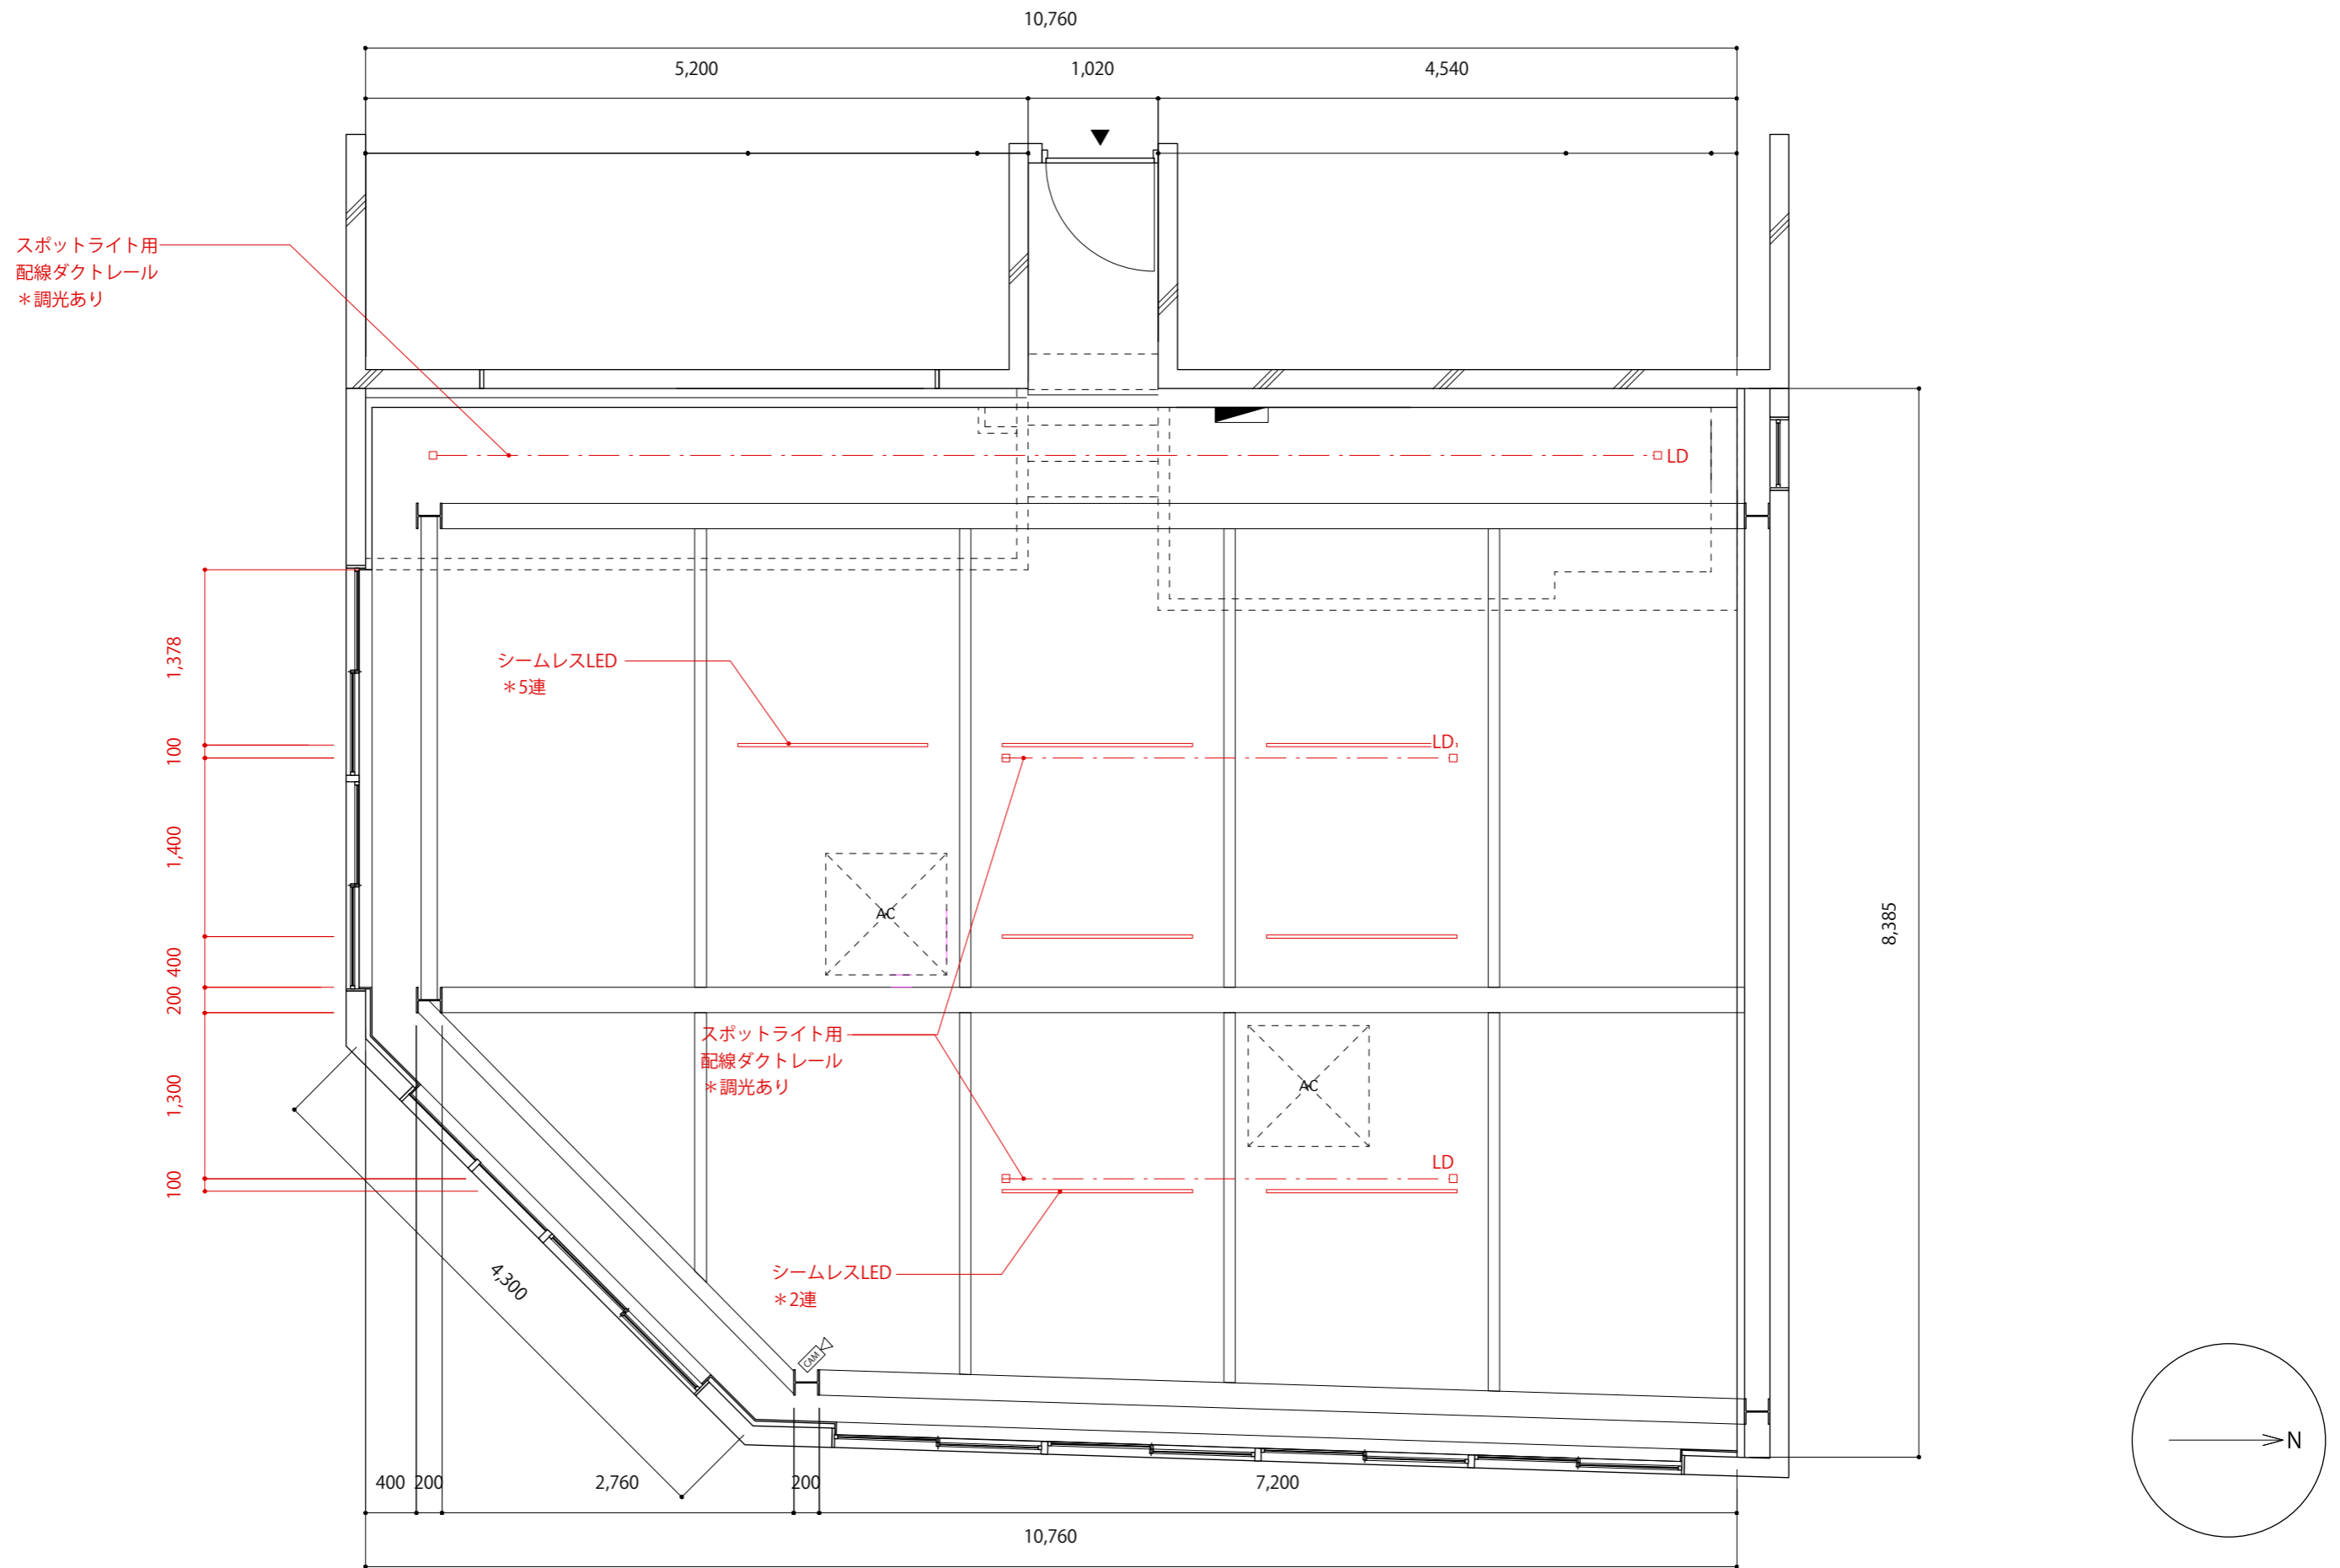 10,760
5,200
1,020
4,540
スポットライト用
配線ダクトレール
＊調光あり
LD
1,378
シームレスLED
＊5連
100
LD
1,400
AC
8,385
400
200
スポットライト用
配線ダクトレール
＊調光あり
AC
1,300
LD
100
4,300
シームレスLED
＊2連
CAM
N
400
200
2,760
200
7,200
10,760